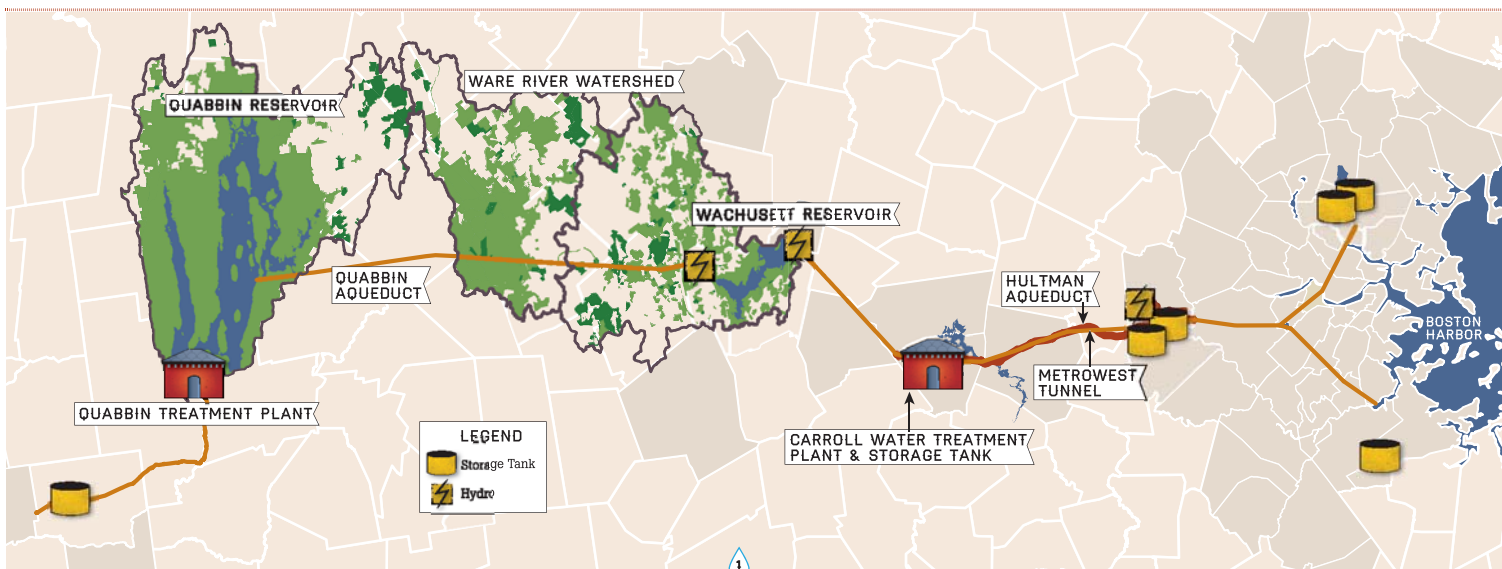 WARE RIVER WATERSHED
QUABBIN RESERVOIR
WACHUSETT RESERVOIR
QUABBIN
AQUEDUCT
HULTMAN
AQUEDUCT
BOSTON
HARBOR
METROWEST
TUNNEL
QUABBIN TREATMENT PLANT
CARROLL WATER TREATMENT
PLANT & STORAGE TANK
LEGEND
Storage Tank
Hydro
1